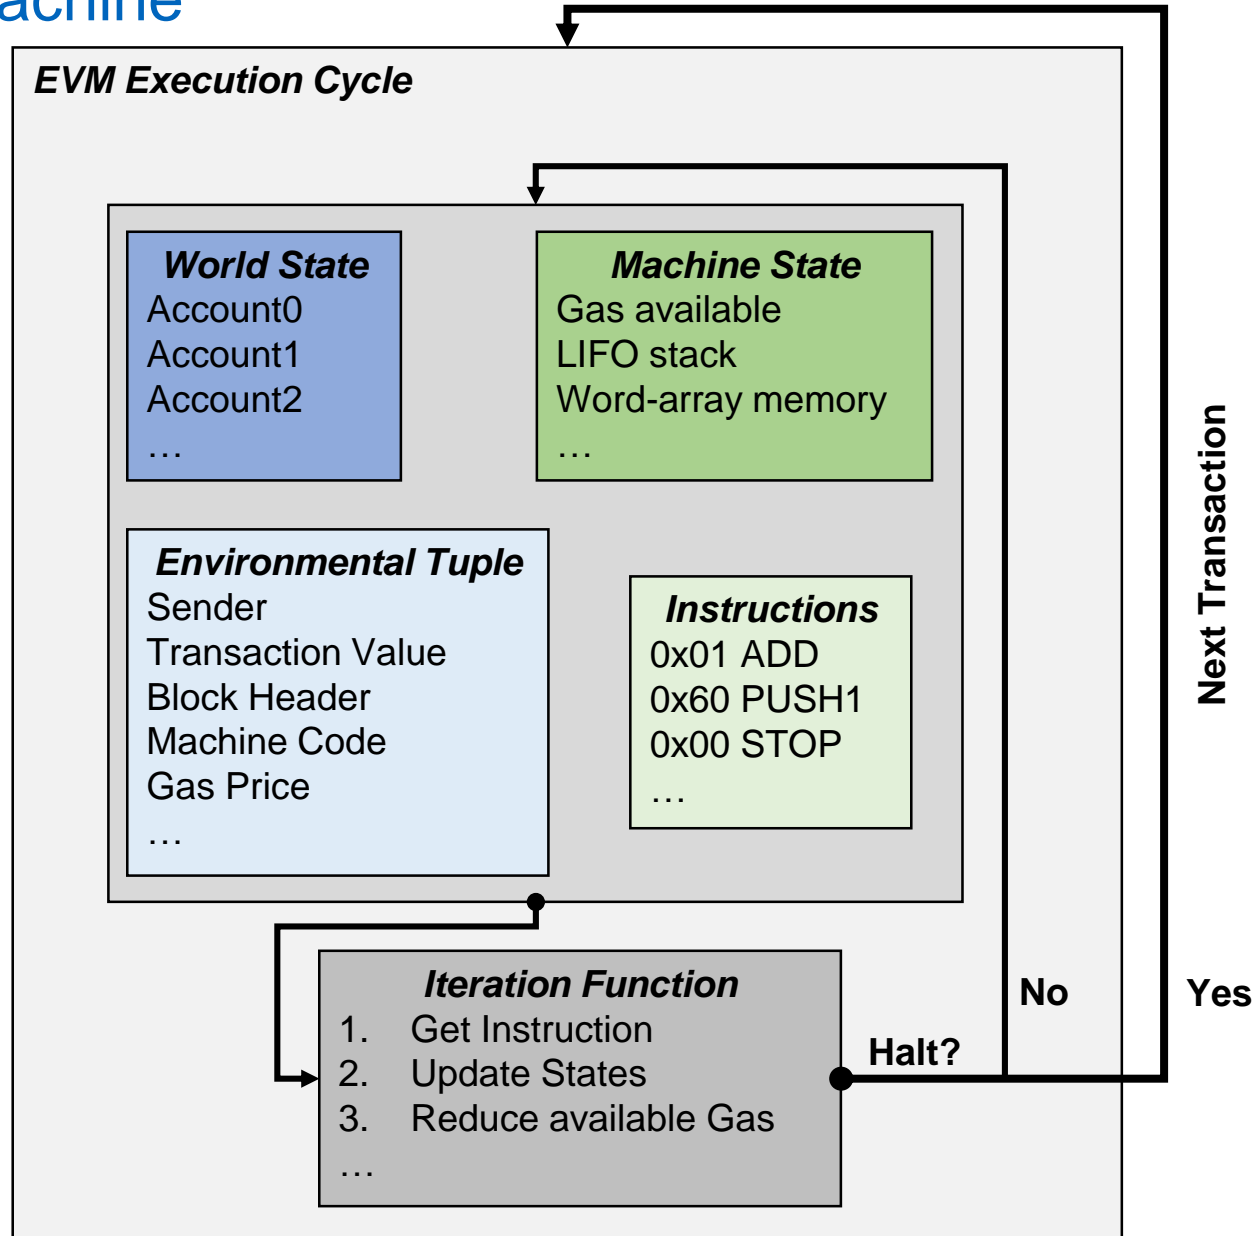 achine
EVM Execution Cycle
World State
Account0
Account1
Account2
…
Machine State
Gas available
LIFO stack
Word-array memory
…
Environmental Tuple
Sender
Transaction Value
Block Header
Machine Code
Gas Price
…
Instructions
0x01 ADD
0x60 PUSH1
0x00 STOP
…
Iteration Function
1. Get Instruction
2. Update States
3. Reduce available Gas
…
Halt?
No
Yes
Next Transaction